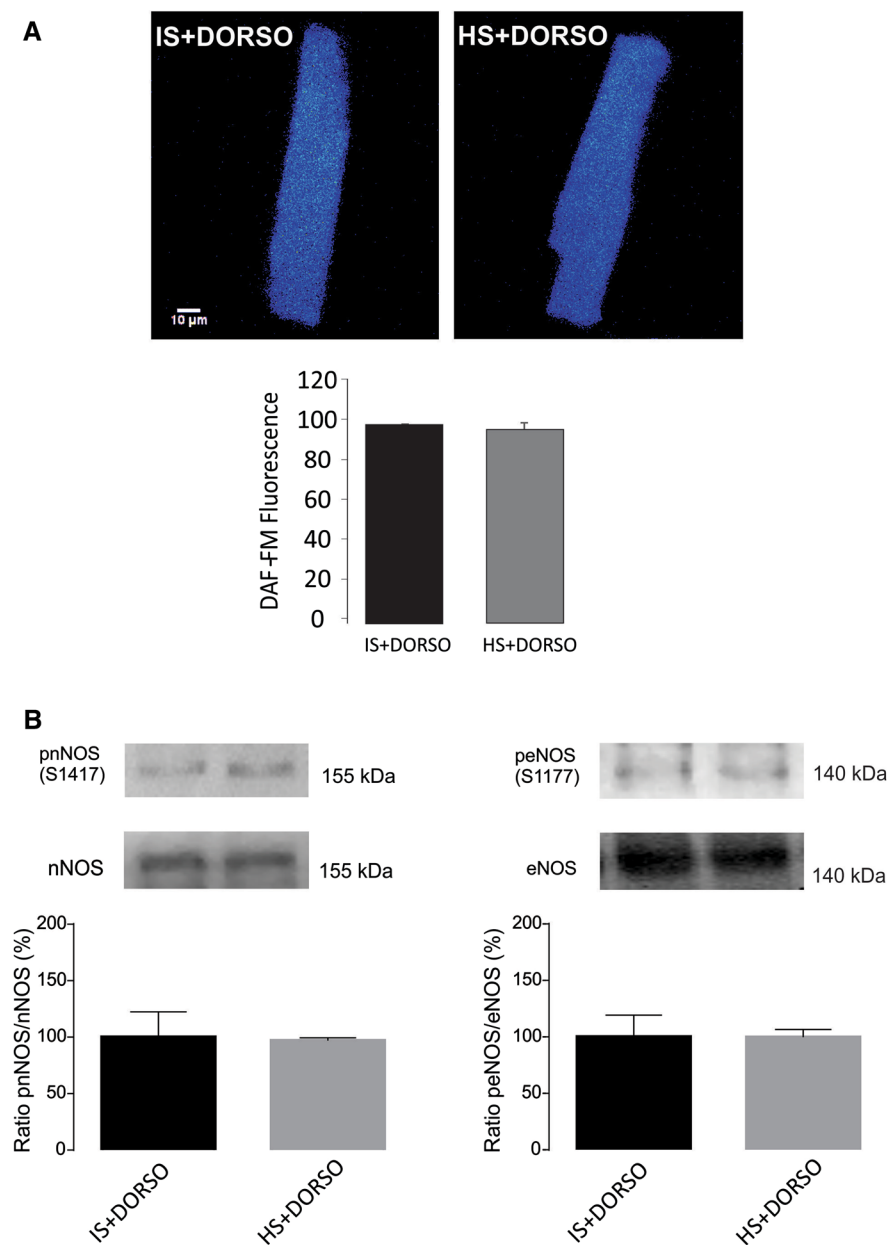 A
IS+DORSO
HS+DORSO
10 µm
DAF-FM Fluorescence
120
100
80
60
40
20
0
IS+DORSO
HS+DORSO
B
pnNOS
(S1417)
155 kDa
nNOS
155 kDa
Ratio pnNOS/nNOS (%)
200
150
100
50
0
IS+DORSO
HS+DORSO
peNOS
(S1177)
140 kDa
eNOS
140 kDa
Ratio peNOS/eNOS (%)
200
150
100
50
0
IS+DORSO
HS+DORSO